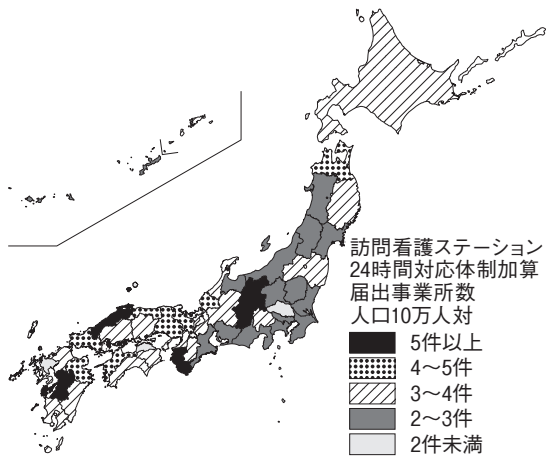 訪問看護ステーション
24時間対応体制加算
届出事業所数
人口10万人対
5件以上
4〜5件
3〜4件
2〜3件
2件未満